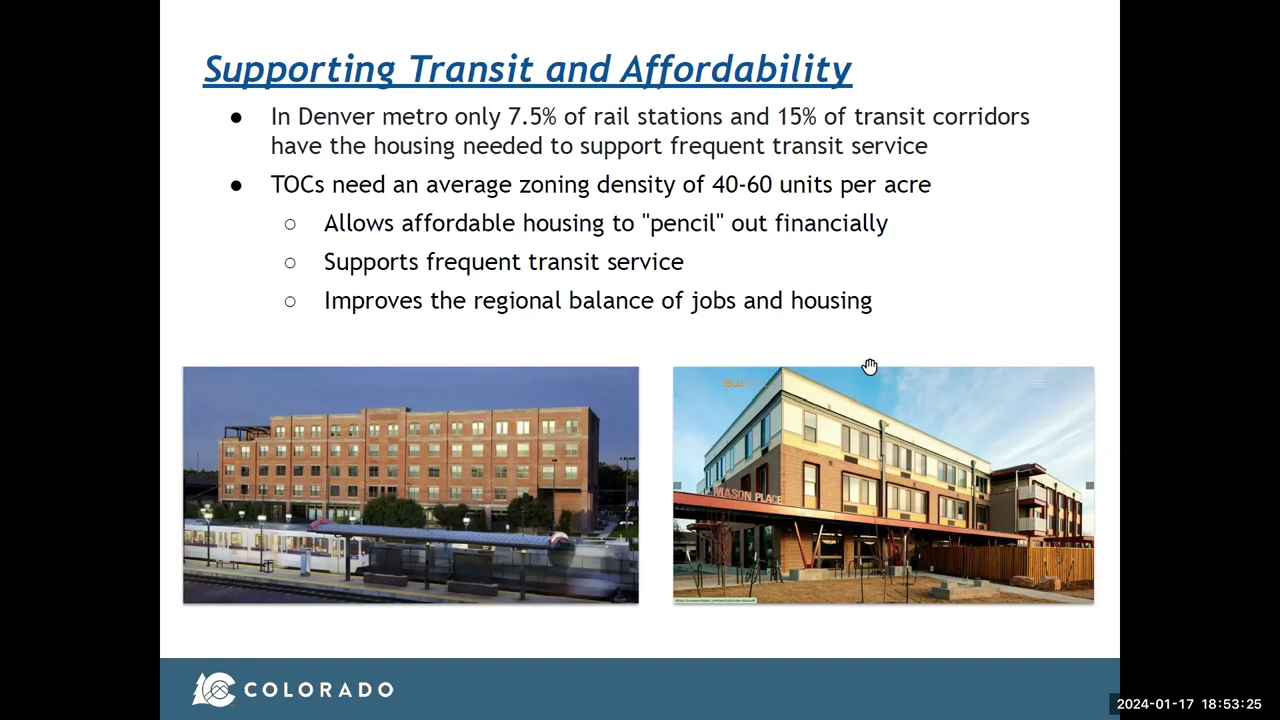 Supporting Transit and Affordability
● In Denver metro only 7.5% of rail stations and 15% of transit corridors
have the housing needed to support frequent transit service
● TOCs need an average zoning density of 40-60 units per acre
○ Allows affordable housing to "pencil" out financially
○ Supports frequent transit service
○ Improves the regional balance of jobs and housing
MASON PLACE
COLORADO
2024-01-17 18:53:25